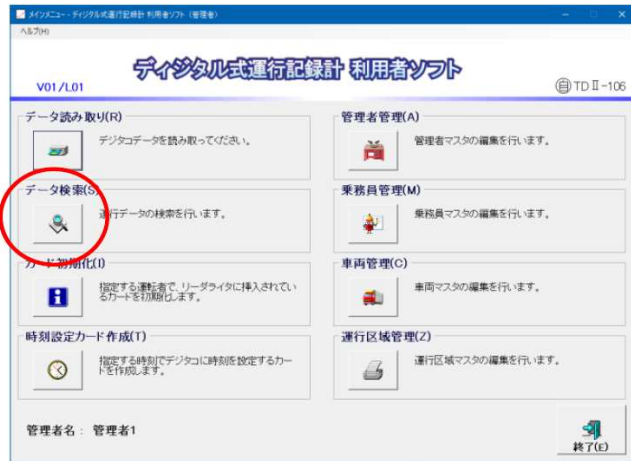 メインメニュー - ディジタル式運行記録計 利用者ソフト（管理者）
ヘルプ(H)
ディジタル式運行記録計 利用者ソフト
V01/L01
自 TDⅡ-106
データ読み取り(R)
デジタコデータを読み取ってください。
管理者管理(A)
管理者マスタの編集を行います。
データ検索(S)
運行データの検索を行います。
乗務員管理(M)
乗務員マスタの編集を行います。
カード初期化(I)
指定する運転者で、リーダライタに挿入されてい
るカードを初期化します。
車両管理(C)
車両マスタの編集を行います。
時刻設定カード作成(T)
指定する時刻でデジタコに時刻を設定するカー
ドを作成します。
運行区域管理(Z)
運行区域マスタの編集を行います。
管理者名： 管理者1
終了(E)